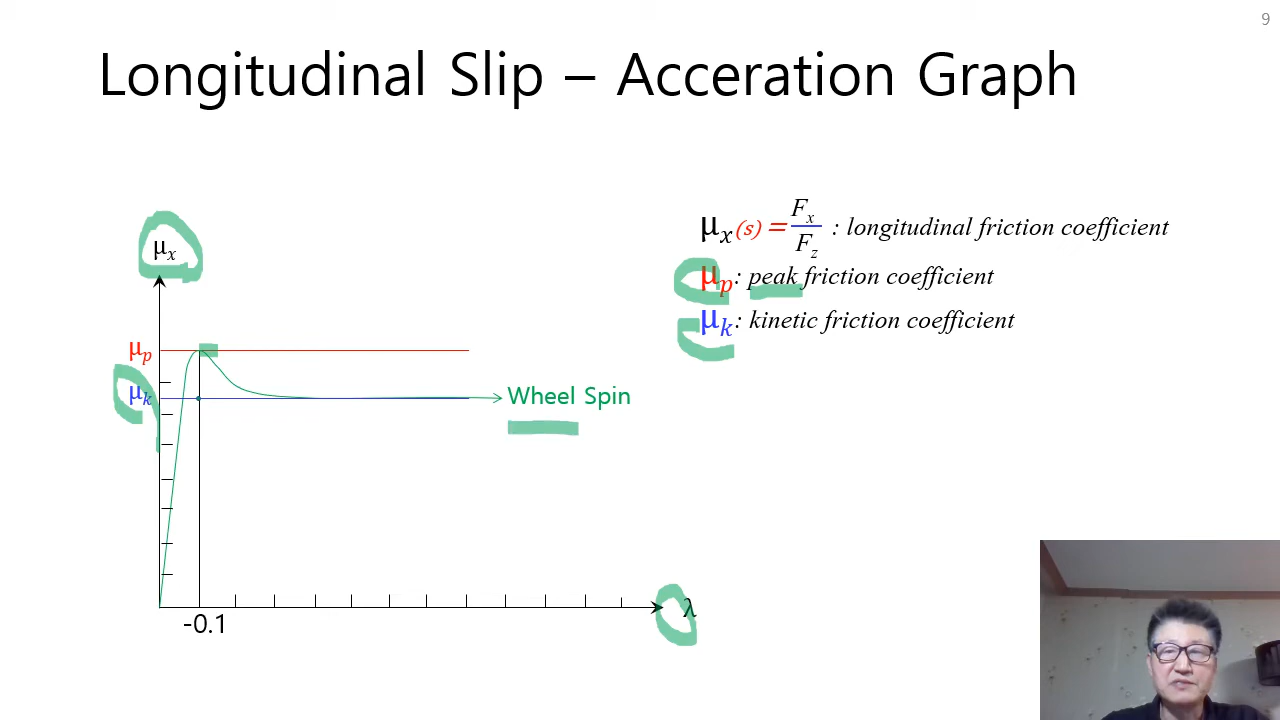 9
Longitudinal Slip – Acceration Graph
μx
μx(s) = Fx/Fz : longitudinal friction coefficient
μp: peak friction coefficient
μk: kinetic friction coefficient
μp
μk
Wheel Spin
λ
-0.1